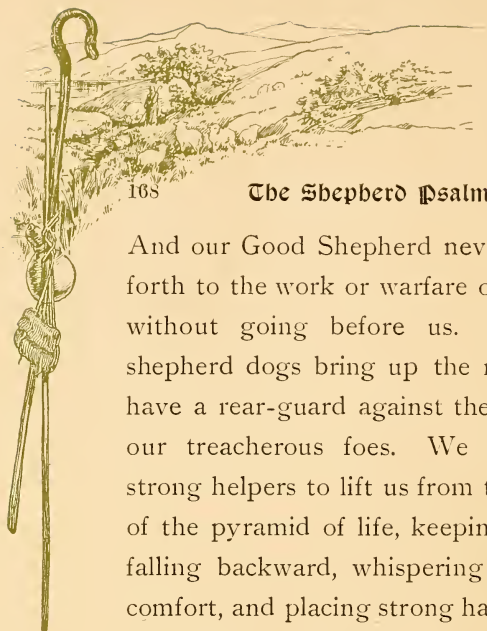 168 The Shepherd Psalm
And our Good Shepherd nev
forth to the work or warfare o
without going before us.
shepherd dogs bring up the r
have a rear-guard against the
our treacherous foes. We
strong helpers to lift us from t
of the pyramid of life, keepin
falling backward, whispering
comfort, and placing strong ha